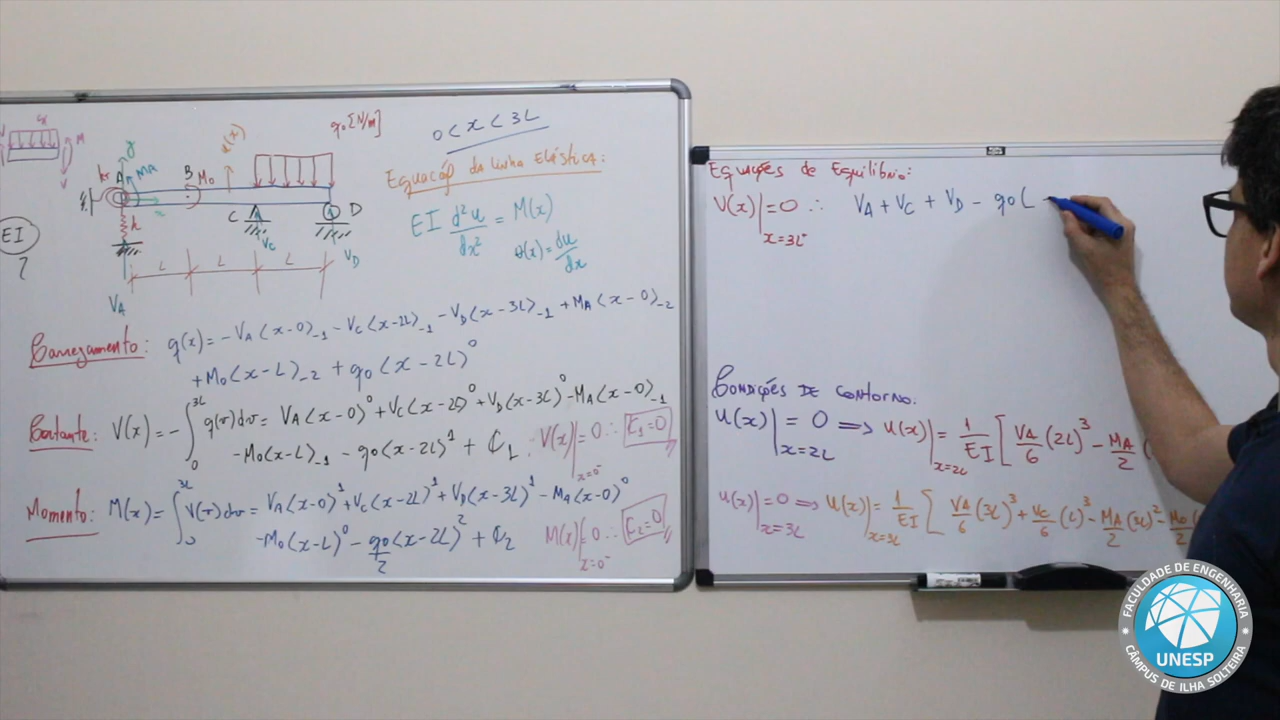 q M
V V
0 < x < 3L
q0 [N/m]
u(x)
y
kT A MA B M0
x
C D
k
VC
VD
L L L
VA
EI
Equação da linha Elástica:
EI d²u/dx² = M(x)
θ(x) = du/dx
Carregamento: q(x) = -VA⟨x-0⟩₋₁ - VC⟨x-2L⟩₋₁ - VD⟨x-3L⟩₋₁ + MA⟨x-0⟩₋₂
+M0⟨x-L⟩₋₂ + q0⟨x-2L⟩⁰
Cortante: V(x) = -∫₀³ᴸ q(v)dv = VA⟨x-0⟩⁰ + VC⟨x-2L⟩⁰ + VD⟨x-3L⟩⁰ - MA⟨x-0⟩₋₁
-M0⟨x-L⟩₋₁ - q0⟨x-2L⟩¹ + C1 ∴ V(x)|x=0⁻ = 0 ∴ C1=0
Momento: M(x) = ∫₀³ᴸ V(v)dv = VA⟨x-0⟩¹ + VC⟨x-2L⟩¹ + VD⟨x-3L⟩¹ - MA⟨x-0⟩⁰
-M0⟨x-L⟩⁰ - q0/2⟨x-2L⟩² + C2 M(x)|x=0⁻ = 0 ∴ C2=0
Equações de Equilíbrio:
V(x)|x=3L⁺ = 0 ∴ VA + VC + VD - q0(
Condições de contorno:
u(x)|x=2L = 0 ⟹ u(x)|x=2L = 1/EI [VA/6 (2L)³ - MA/2 (
u(x)|x=3L = 0 ⟹ u(x)|x=3L = 1/EI [VA/6 (3L)³ + VC/6 (L)³ - MA/2 (3L)² - M0/2 (
FACULDADE DE ENGENHARIA
UNESP
CÂMPUS DE ILHA SOLTEIRA